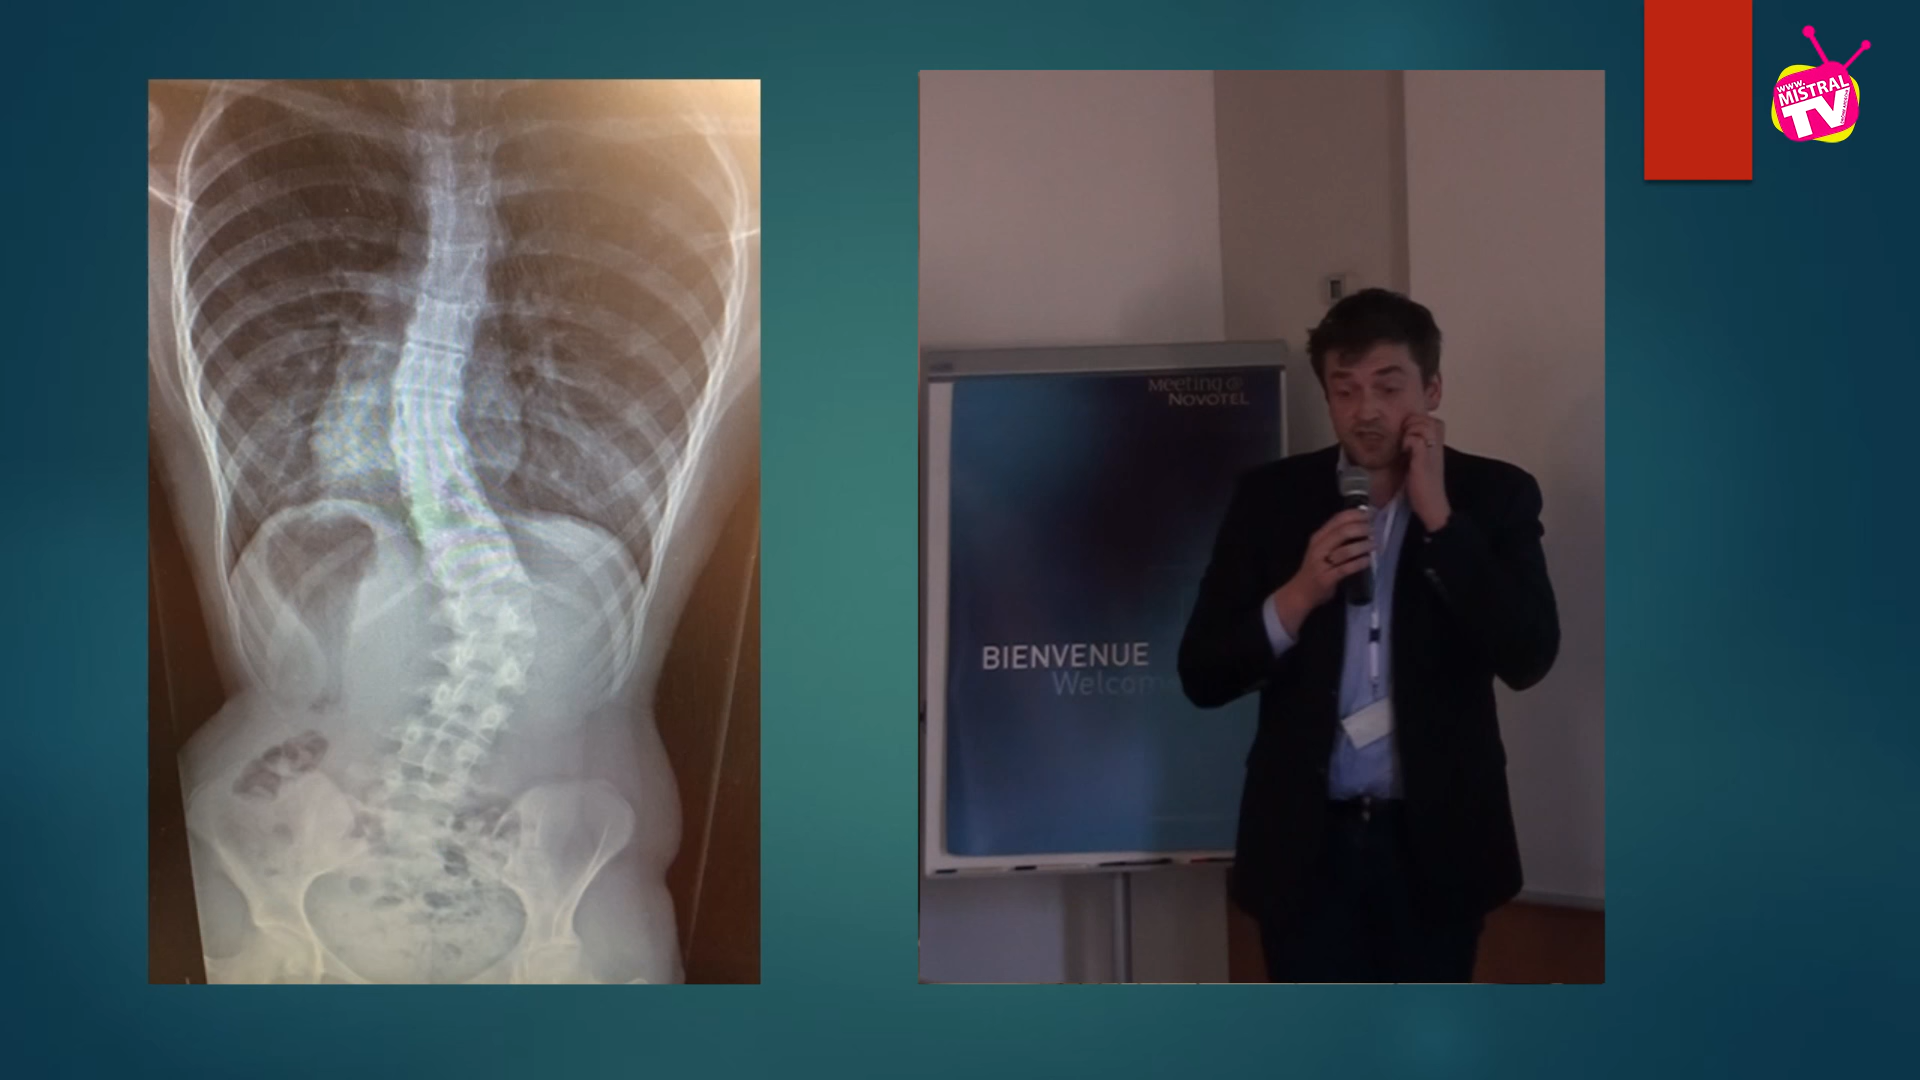 Meeting @
NOVOTEL
BIENVENUE
Welcom
www.
MISTRAL
TV